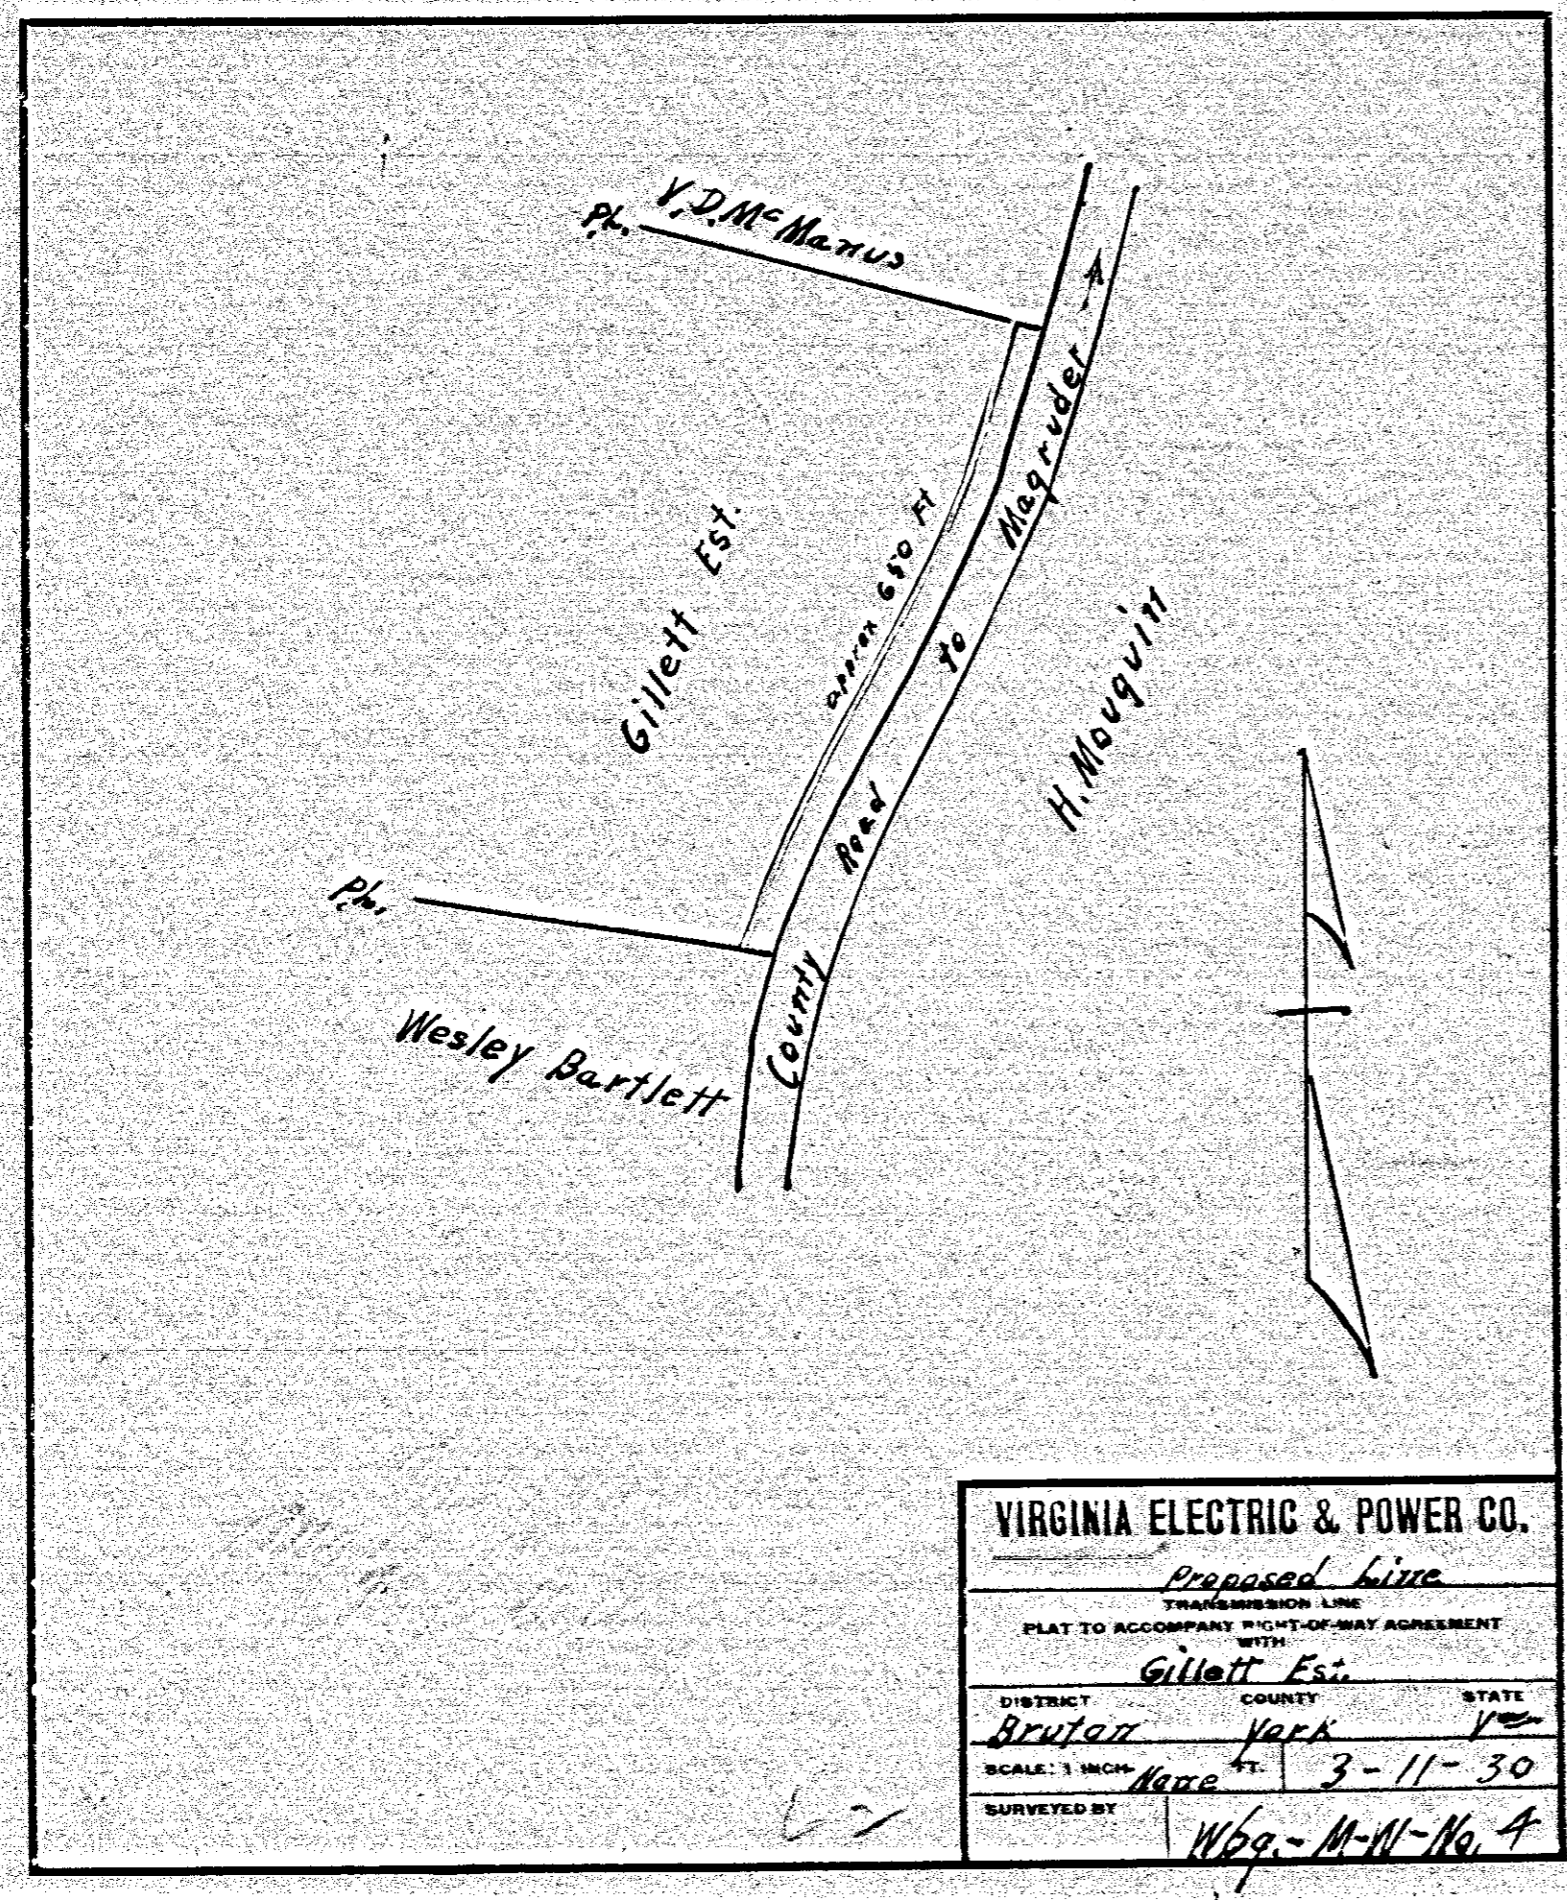 V.D.McManus
P.L.
Gillett Est.
approx 650 Ft
County Road to Magruder
H. Mouquin
P.L.
Wesley Bartlett
VIRGINIA ELECTRIC & POWER CO.
Proposed Line
TRANSMISSION LINE
PLAT TO ACCOMPANY RIGHT-OF-WAY AGREEMENT
WITH
Gillett Est.
DISTRICT COUNTY STATE
Bruton York Va
SCALE: 1 INCH- None FT. 3-11-30
SURVEYED BY
Wbg.-M-W-No. 4